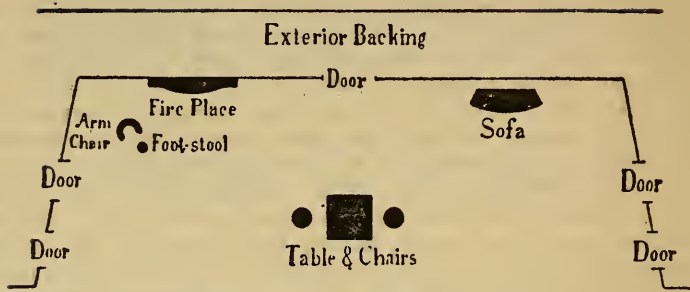 Exterior Backing
Door
Fire Place
Arm
Chair
Foot-stool
Sofa
Door
Door
Door
Door
Table & Chairs